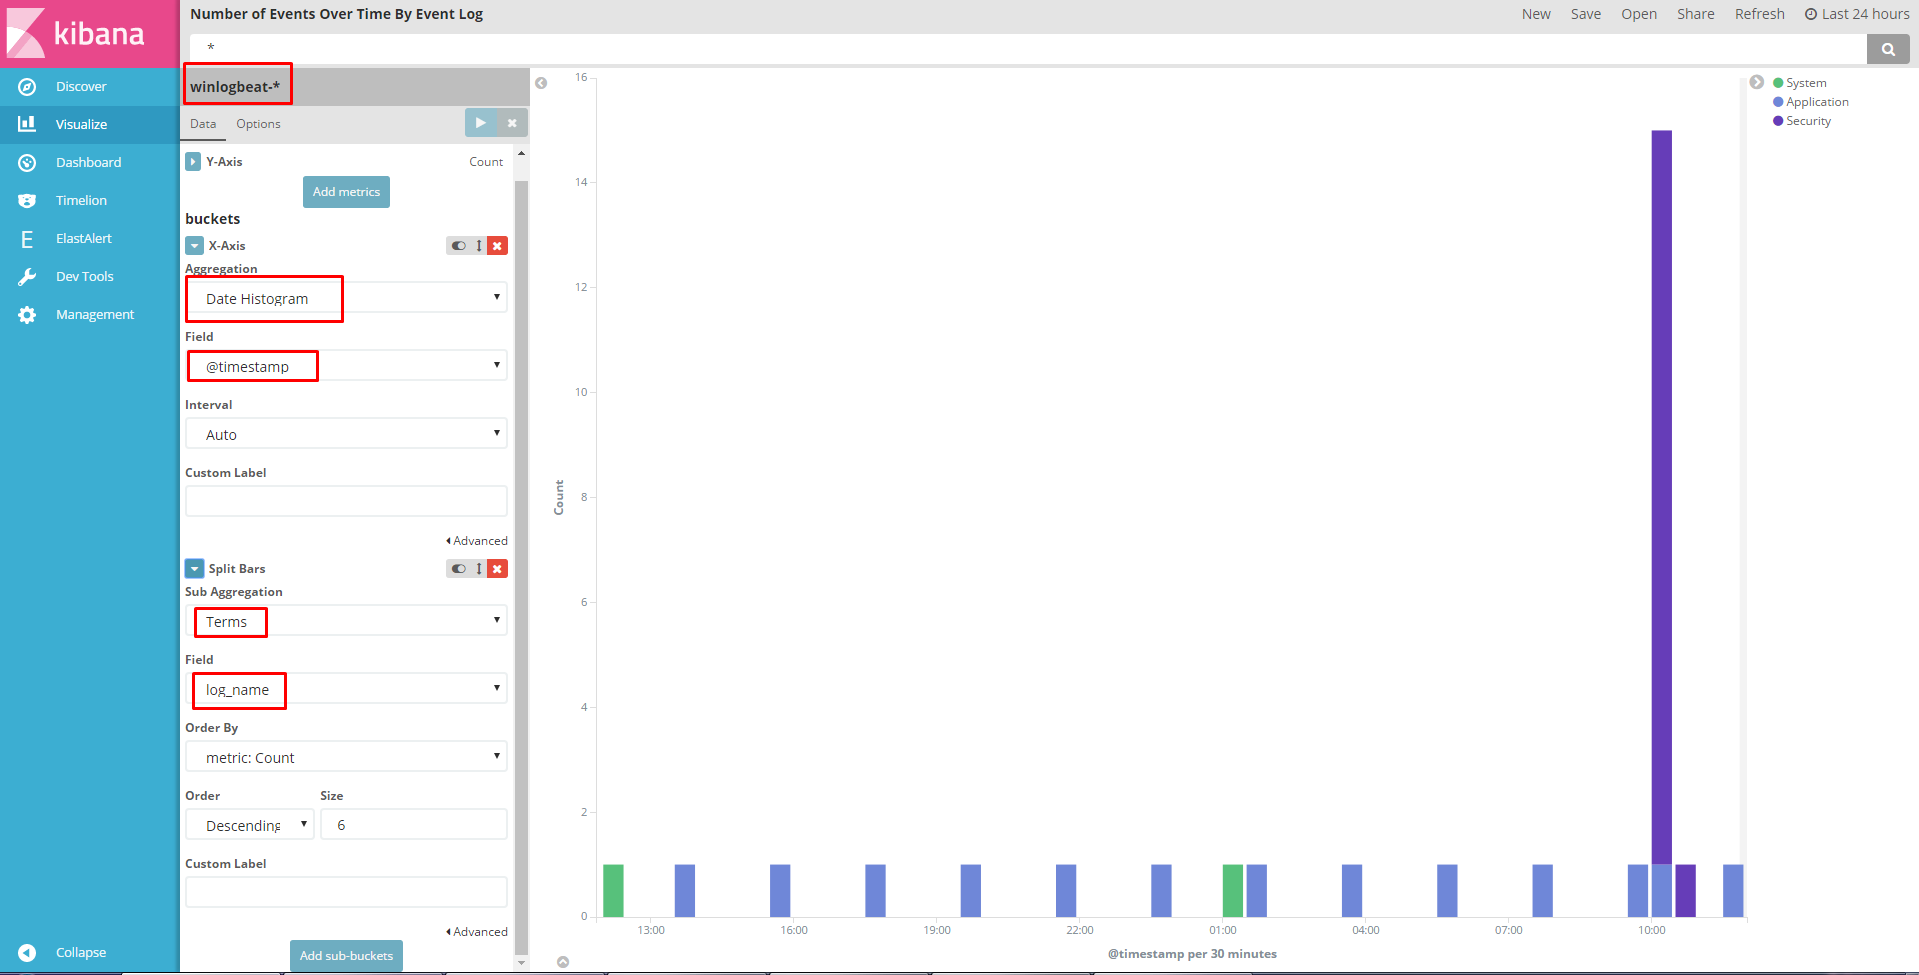 kibana
Number of Events Over Time By Event Log
New Save Open Share Refresh Last 24 hours
*
Discover
Visualize
Dashboard
Timelion
E ElastAlert
Dev Tools
Management
Collapse
winlogbeat-*
Data Options
Y-Axis Count
Add metrics
buckets
X-Axis
Aggregation
Date Histogram
Field
@timestamp
Interval
Auto
Custom Label
Advanced
Split Bars
Sub Aggregation
Terms
Field
log_name
Order By
metric: Count
Order Size
Descending 6
Custom Label
Advanced
Add sub-buckets
16
14
12
10
8
6
4
2
0
Count
13:00 16:00 19:00 22:00 01:00 04:00 07:00 10:00
@timestamp per 30 minutes
System
Application
Security